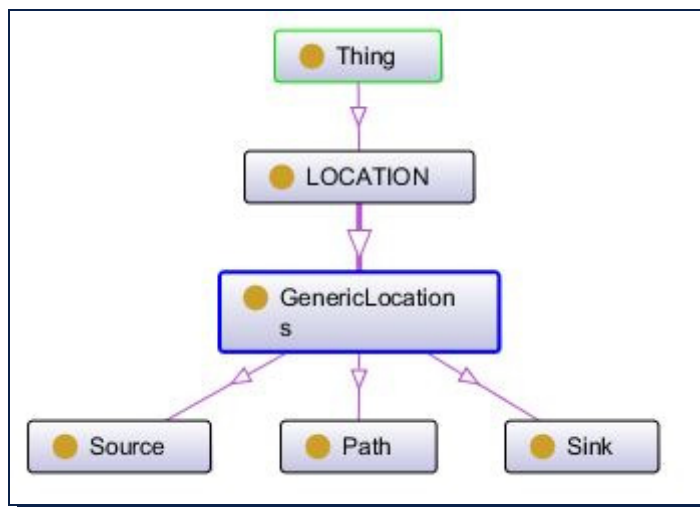 Thing
LOCATION
GenericLocation
s
Source
Path
Sink